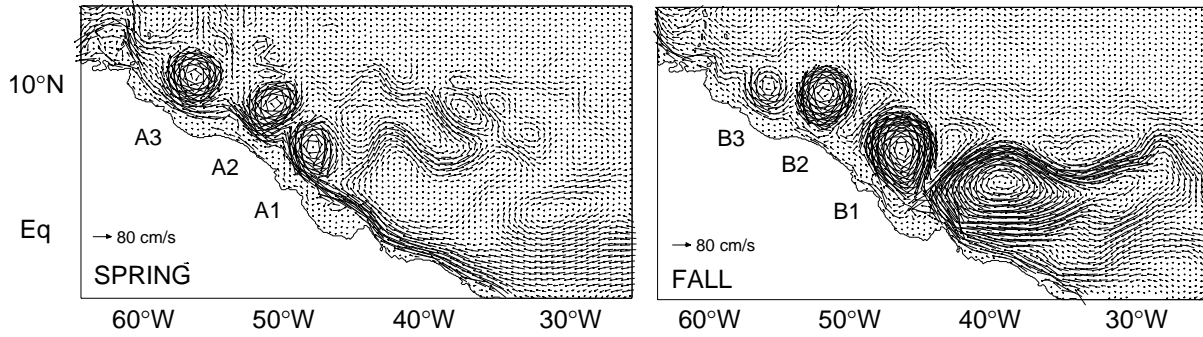 10°N
Eq
A3
A2
A1
80 cm/s
SPRING
60°W
50°W
40°W
30°W
B3
B2
B1
80 cm/s
FALL
60°W
50°W
40°W
30°W